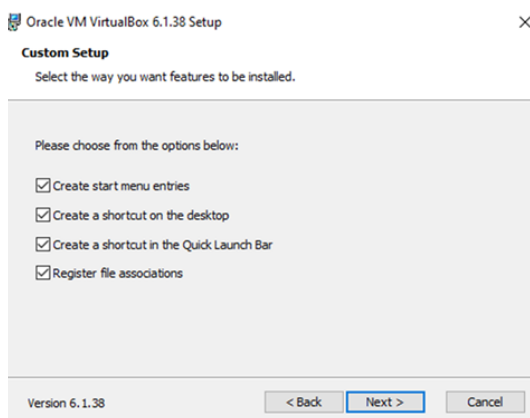 Oracle VM VirtualBox 6.1.38 Setup
Custom Setup
Select the way you want features to be installed.
Please choose from the options below:
Create start menu entries
Create a shortcut on the desktop
Create a shortcut in the Quick Launch Bar
Register file associations
Version 6.1.38
< Back
Next >
Cancel